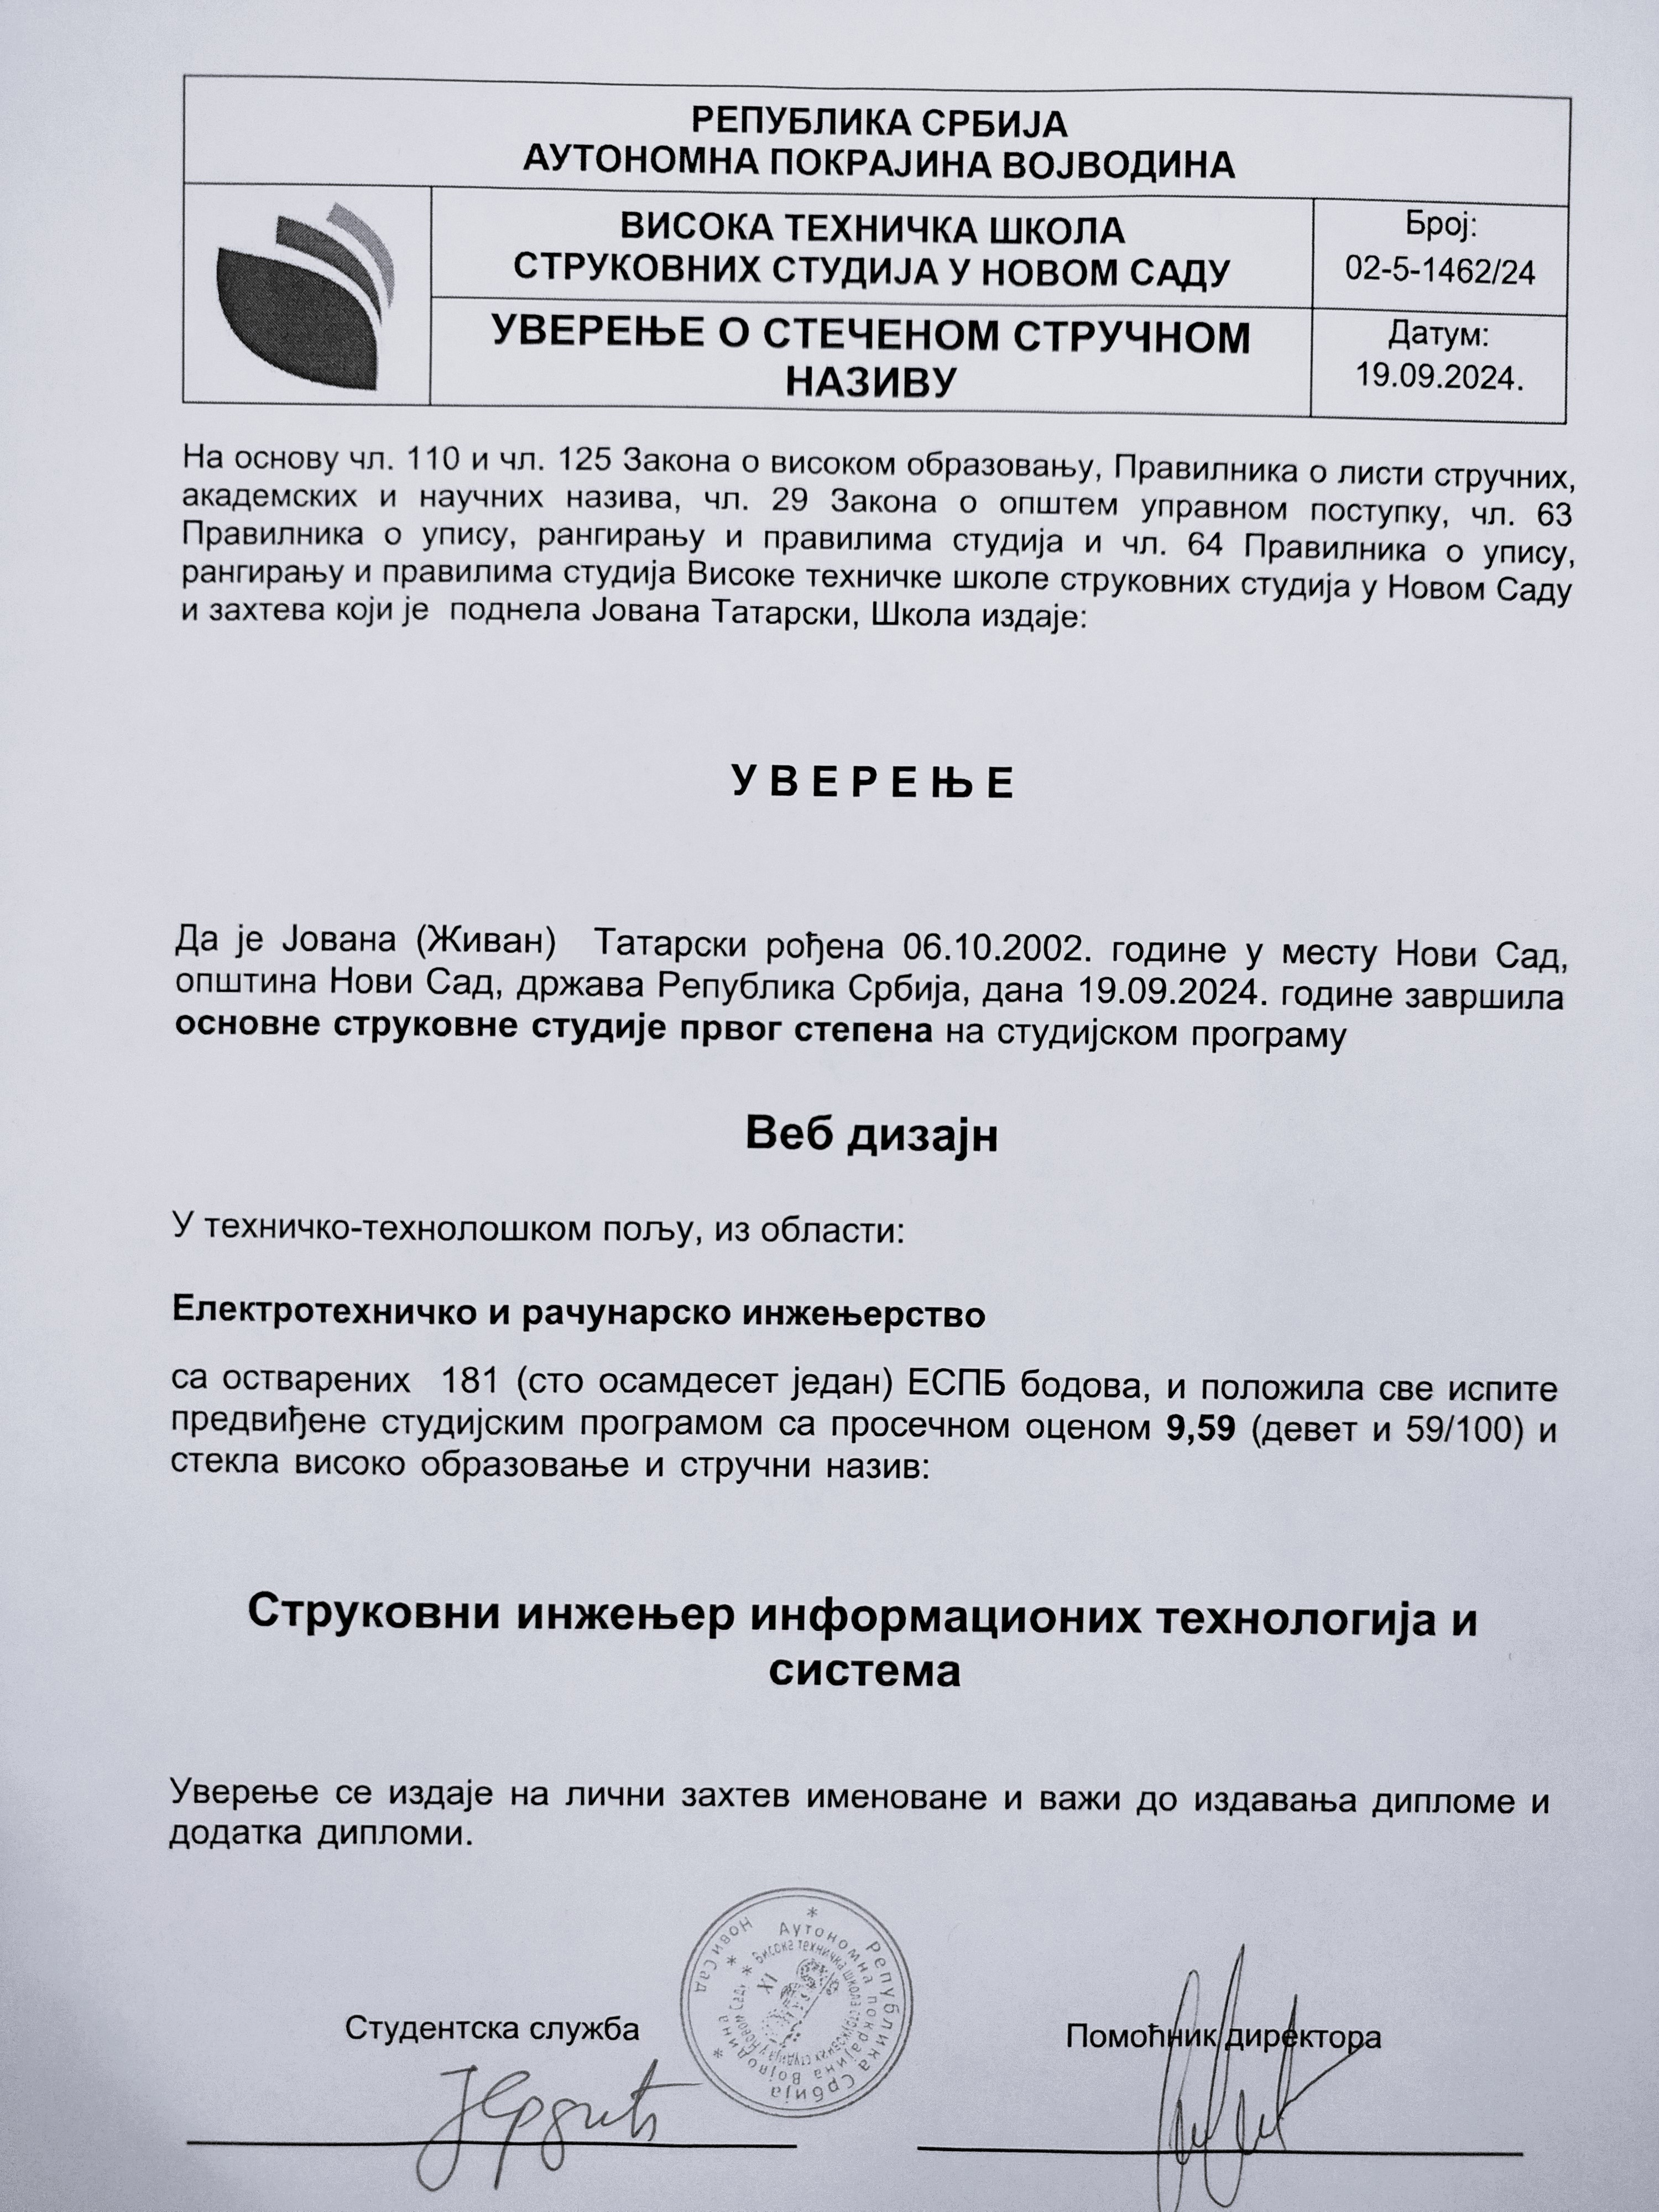 РЕПУБЛИКА СРБИЈА
АУТОНОМНА ПОКРАЈИНА ВОЈВОДИНА
ВИСОКА ТЕХНИЧКА ШКОЛА
СТРУКОВНИХ СТУДИЈА У НОВОМ САДУ
Број:
02-5-1462/24
УВЕРЕЊЕ О СТЕЧЕНОМ СТРУЧНОМ
НАЗИВУ
Датум:
19.09.2024.
На основу чл. 110 и чл. 125 Закона о високом образовању, Правилника о листи стручних,
академских и научних назива, чл. 29 Закона о општем управном поступку, чл. 63
Правилника о упису, рангирању и правилима студија и чл. 64 Правилника о упису,
рангирању и правилима студија Високе техничке школе струковних студија у Новом Саду
и захтева који је поднела Јована Татарски, Школа издаје:
У В Е Р Е Њ Е
Да је Јована (Живан) Татарски рођена 06.10.2002. године у месту Нови Сад,
општина Нови Сад, држава Република Србија, дана 19.09.2024. године завршила
основне струковне студије првог степена на студијском програму
Веб дизајн
У техничко-технолошком пољу, из области:
Електротехничко и рачунарско инжењерство
са остварених 181 (сто осамдесет један) ЕСПБ бодова, и положила све испите
предвиђене студијским програмом са просечном оценом 9,59 (девет и 59/100) и
стекла високо образовање и стручни назив:
Струковни инжењер информационих технологија и
система
Уверење се издаје на лични захтев именоване и важи до издавања дипломе и
додатка дипломи.
Република Србија
Аутономна покрајина Војводина
Висока техничка школа струковних студија у Новом Саду
Нови Сад
XI
Студентска служба
Помоћник директора